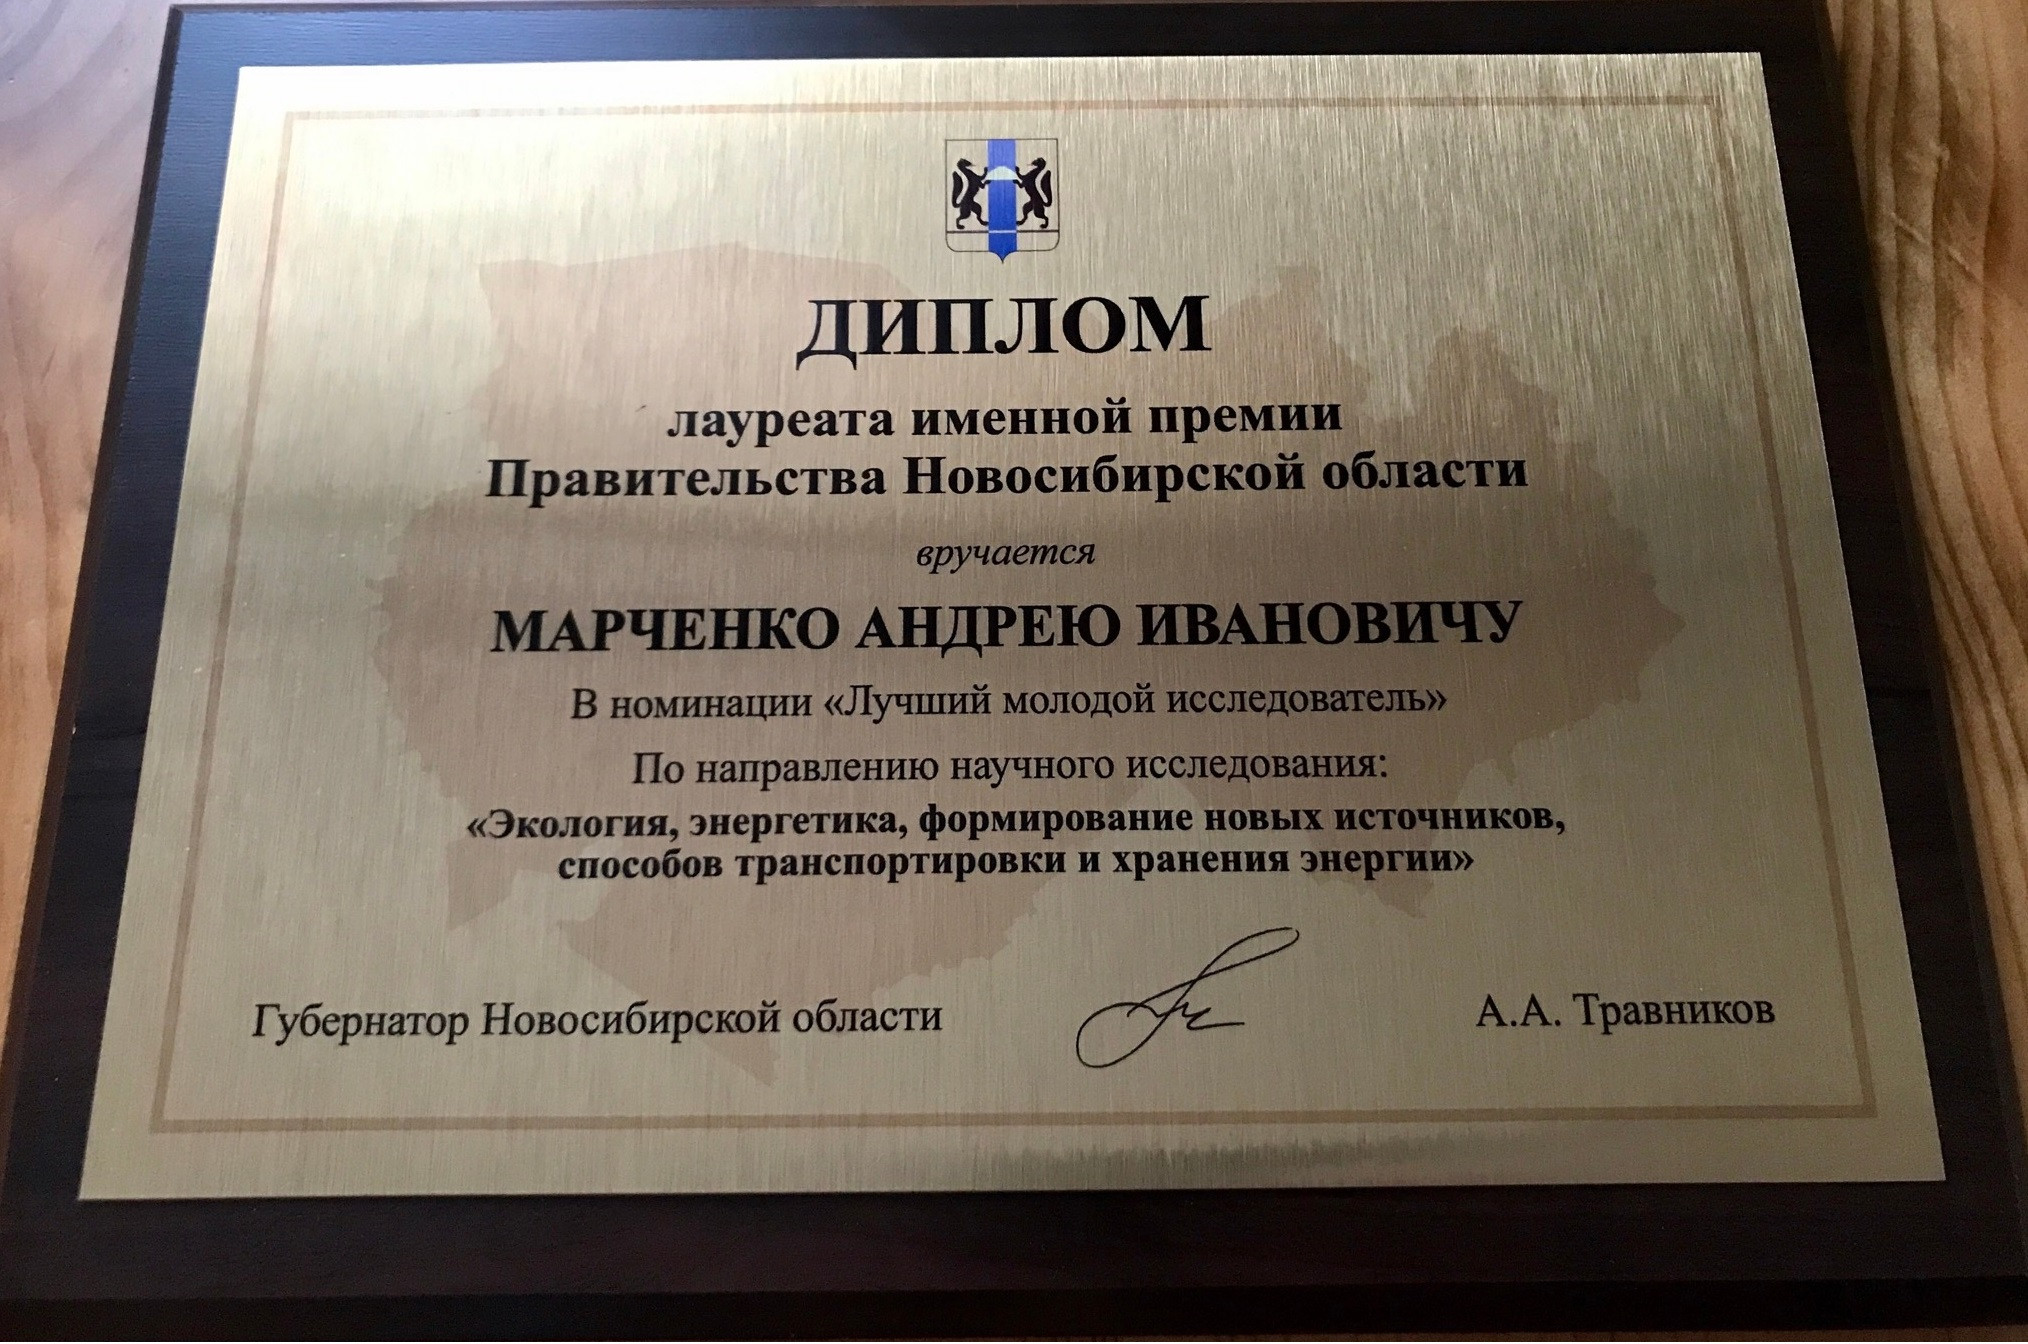 ДИПЛОМ
лауреата именной премии
Правительства Новосибирской области
вручается
МАРЧЕНКО АНДРЕЮ ИВАНОВИЧУ
В номинации «Лучший молодой исследователь»
По направлению научного исследования:
«Экология, энергетика, формирование новых источников,
способов транспортировки и хранения энергии»
Губернатор Новосибирской области А.А. Травников